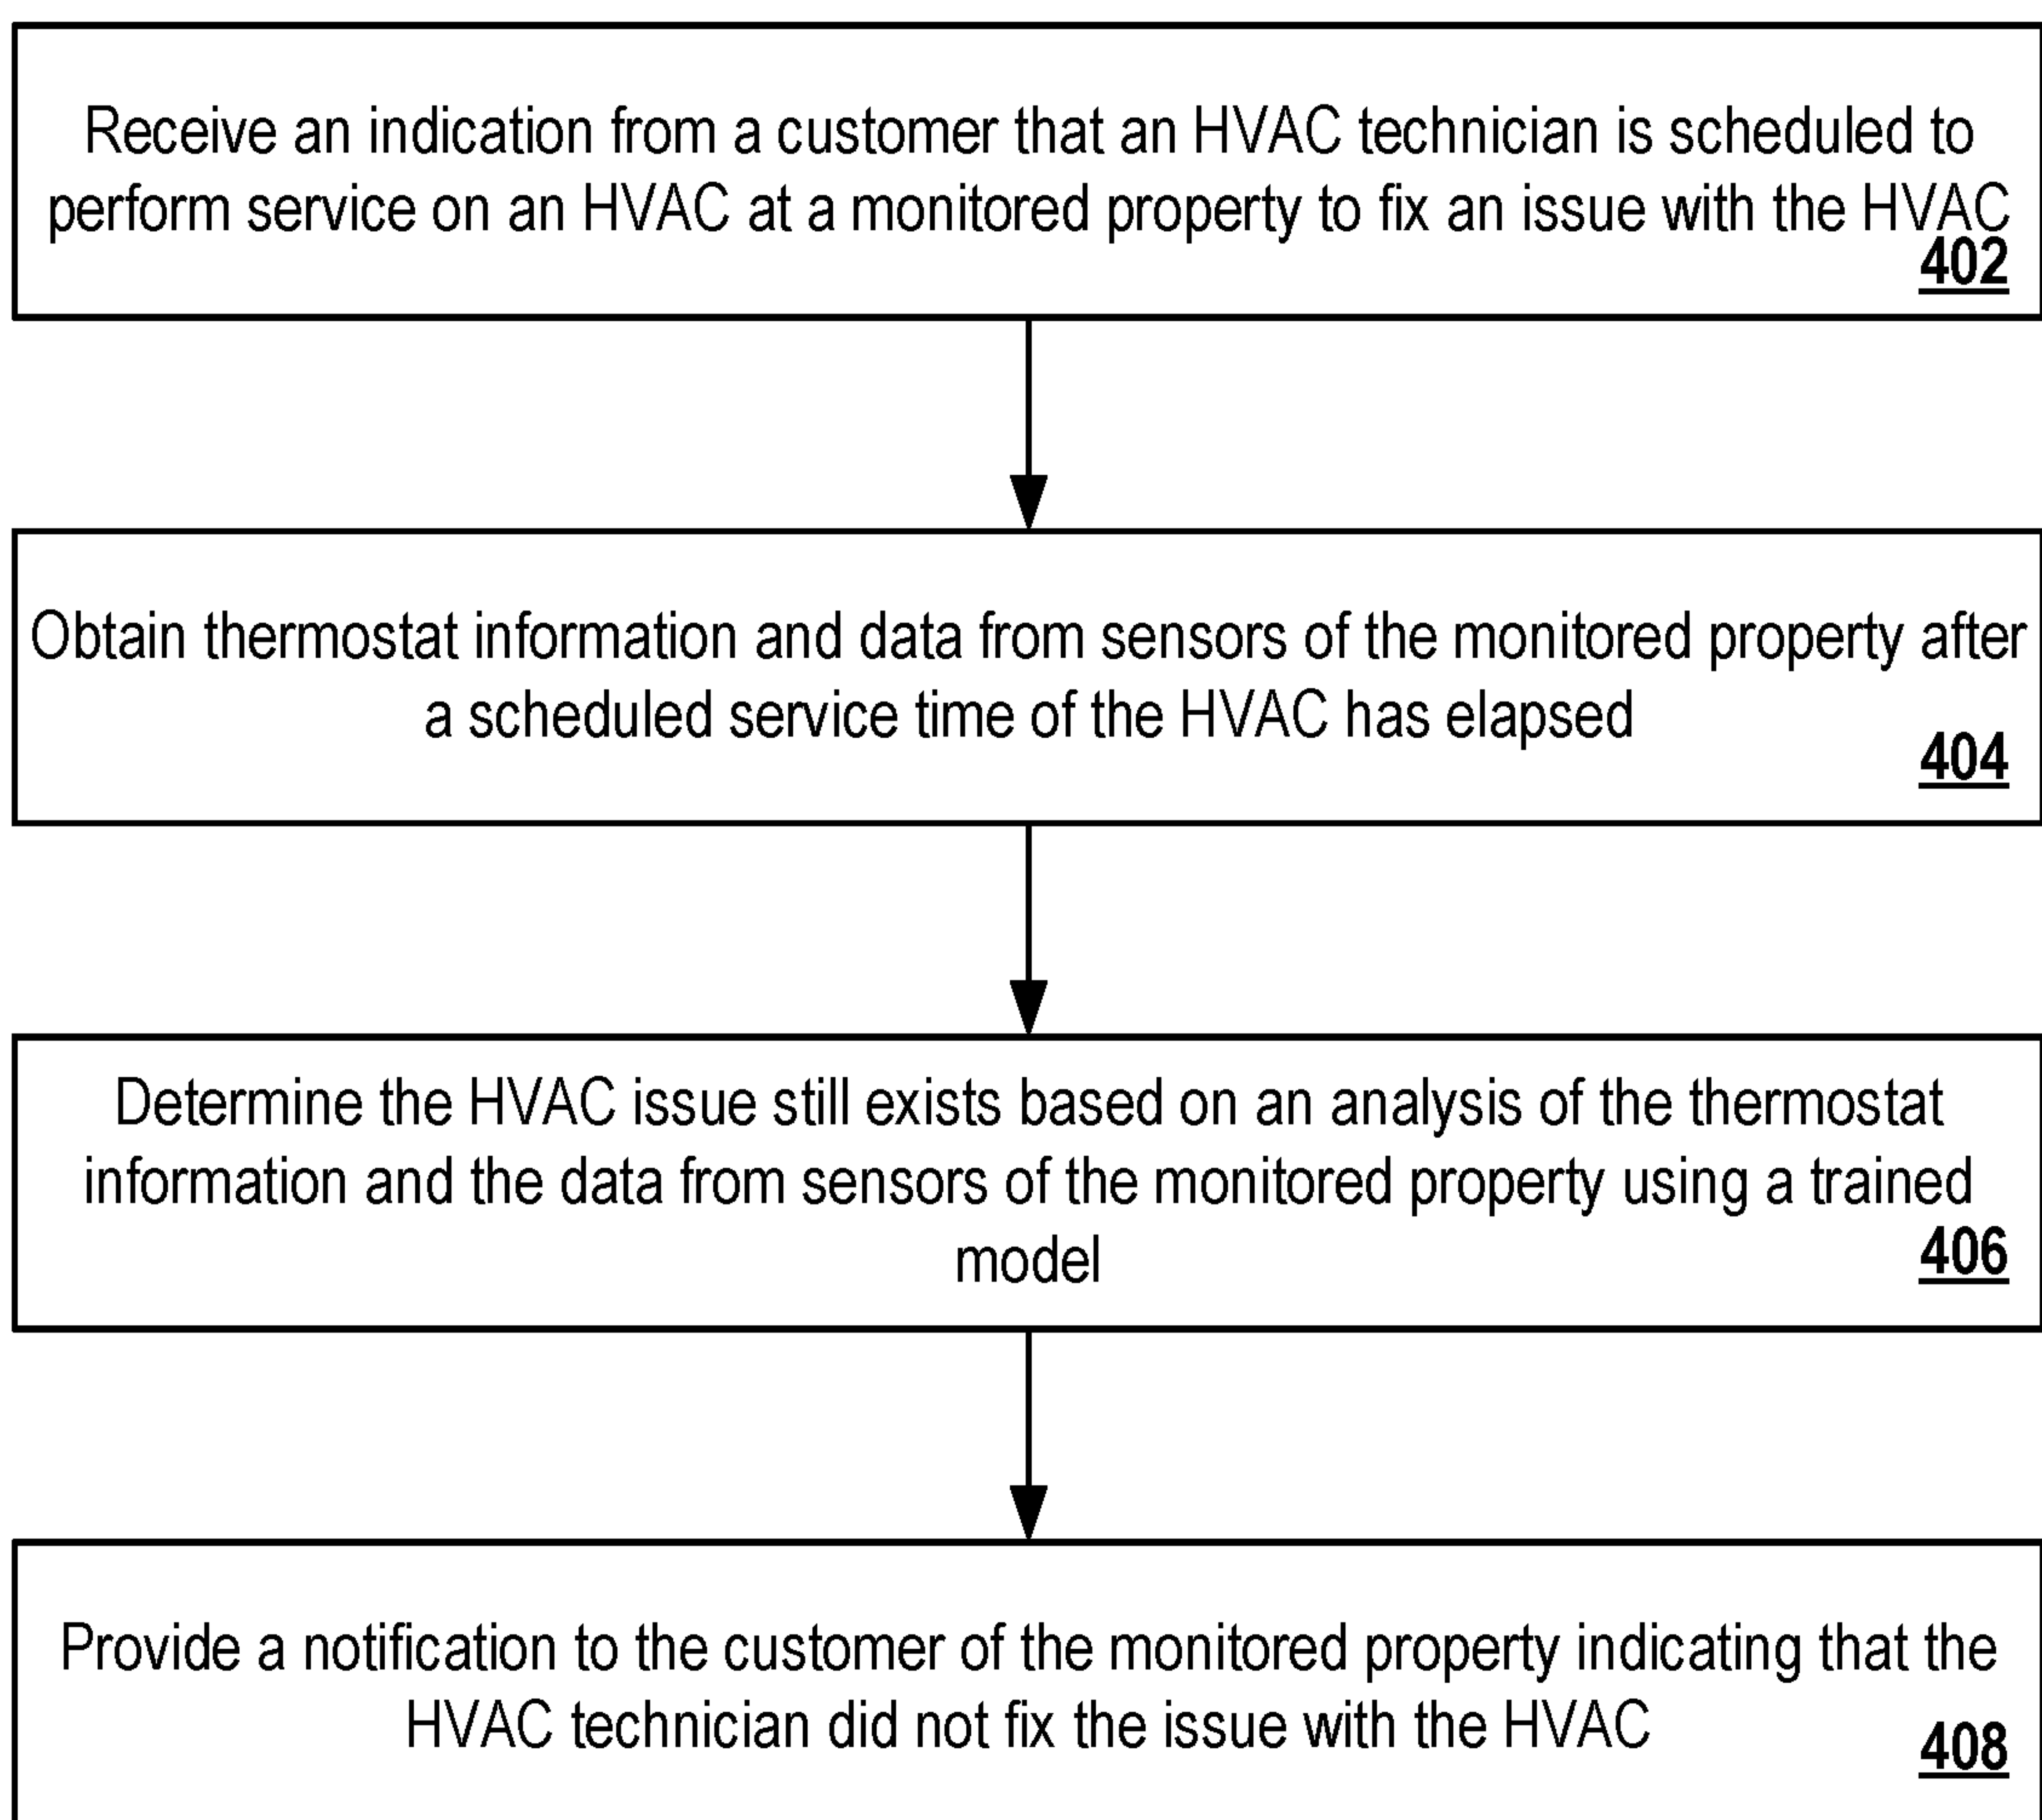 Receive an indication from a customer that an HVAC technician is scheduled to
perform service on an HVAC at a monitored property to fix an issue with the HVAC
402
Obtain thermostat information and data from sensors of the monitored property after
a scheduled service time of the HVAC has elapsed
404
Determine the HVAC issue still exists based on an analysis of the thermostat
information and the data from sensors of the monitored property using a trained
model
406
Provide a notification to the customer of the monitored property indicating that the
HVAC technician did not fix the issue with the HVAC
408